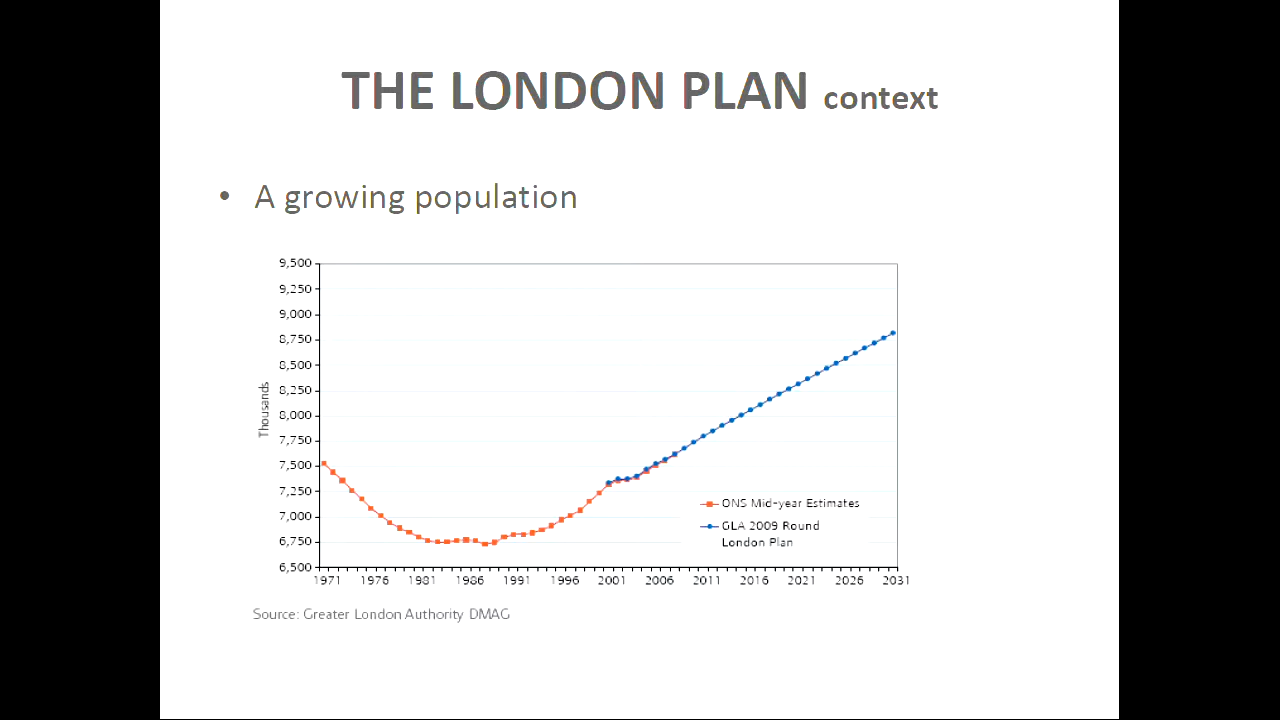 THE LONDON PLAN context
• A growing population
9,500
9,250
9,000
8,750
8,500
8,250
8,000
7,750
7,500
7,250
7,000
6,750
6,500
Thousands
ONS Mid-year Estimates
GLA 2009 Round
London Plan
1971 1976 1981 1986 1991 1996 2001 2006 2011 2016 2021 2026 2031
Source: Greater London Authority DMAG